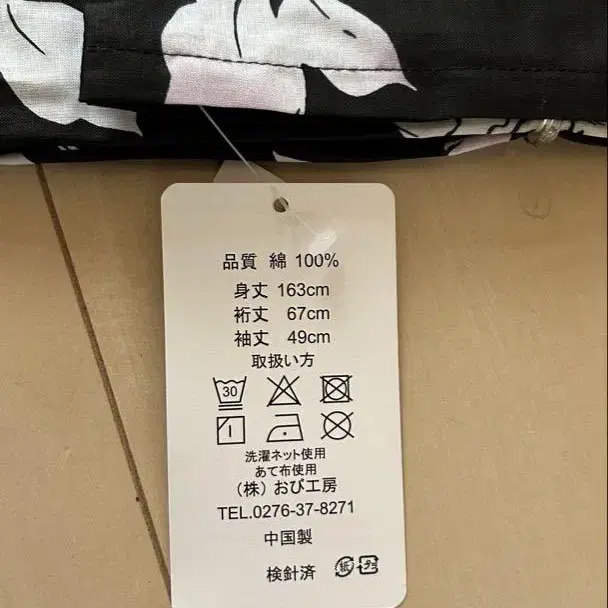 品質 綿 100%
身丈 163cm
裄丈 67cm
袖丈 49cm
取扱い方
30
洗濯ネット使用
あて布使用
(株) おび工房
TEL.0276-37-8271
中国製
検針済 紙 プラ